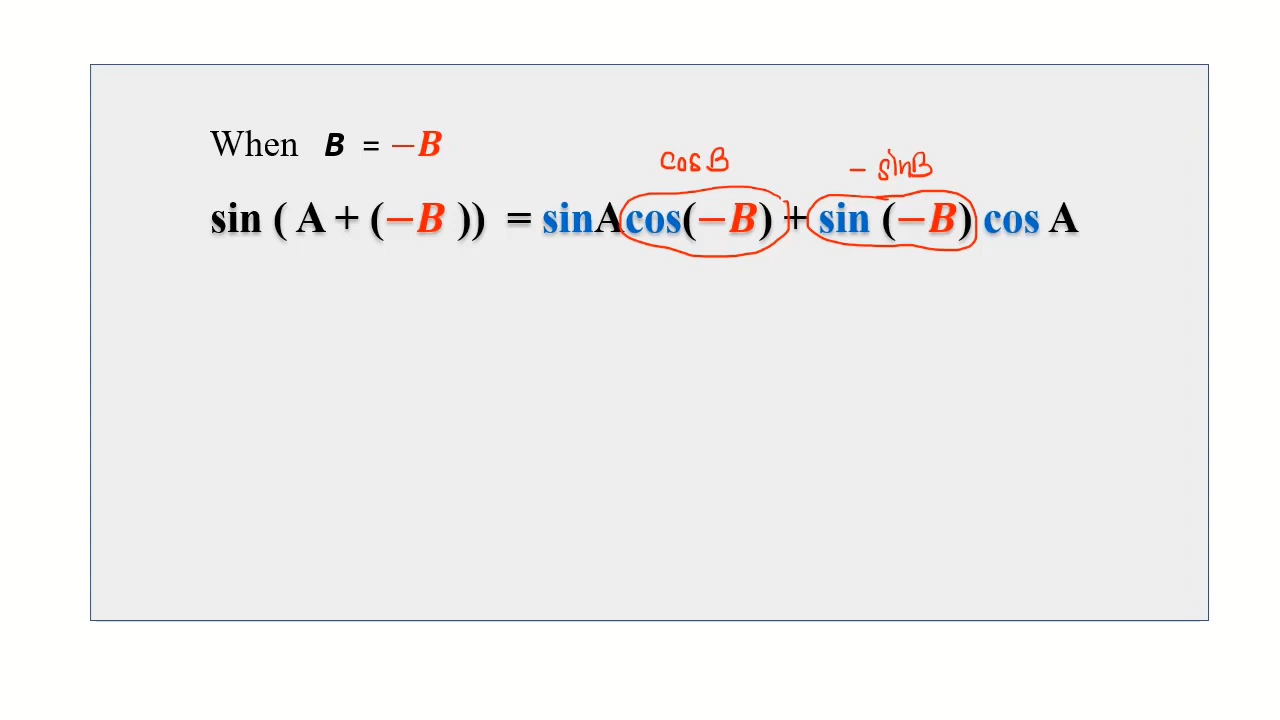 When B = −B
cos B
− sin B
sin ( A + (−B )) = sinAcos(−B) + sin (−B) cos A